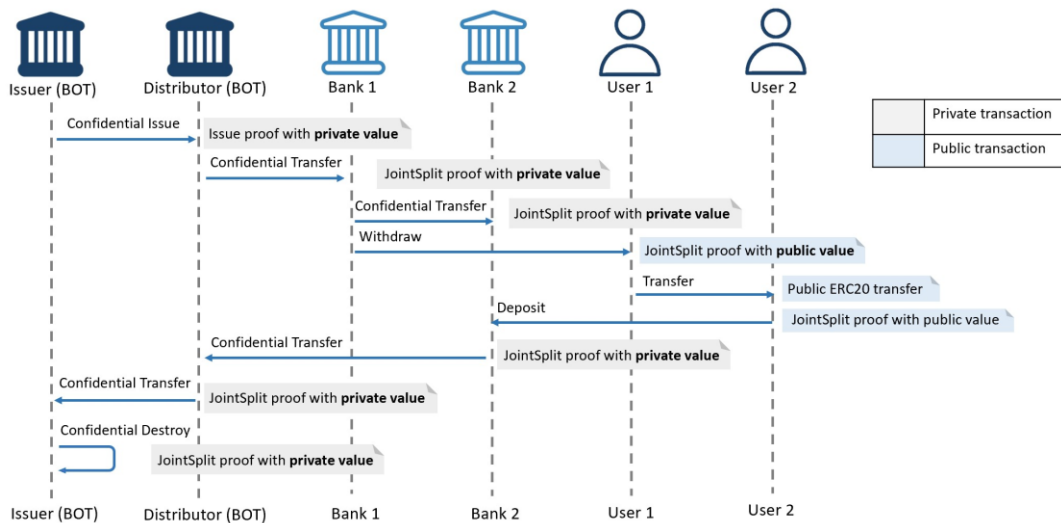 Issuer (BOT)
Distributor (BOT)
Bank 1
Bank 2
User 1
User 2
Private transaction
Public transaction
Confidential Issue
Issue proof with private value
Confidential Transfer
JointSplit proof with private value
Confidential Transfer
JointSplit proof with private value
Withdraw
JointSplit proof with public value
Transfer
Public ERC20 transfer
Deposit
JointSplit proof with public value
Confidential Transfer
JointSplit proof with private value
Confidential Transfer
JointSplit proof with private value
Confidential Destroy
JointSplit proof with private value
Issuer (BOT)
Distributor (BOT)
Bank 1
Bank 2
User 1
User 2